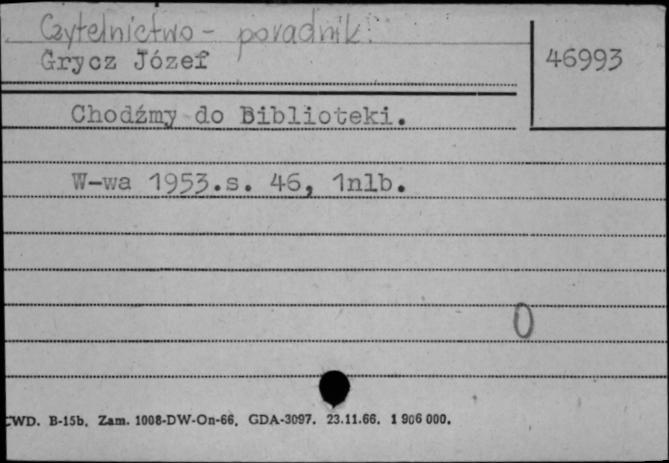 Czytelnictwo - poradnik.
Grycz Józef
46993
Chodźmy do Biblioteki.
W-wa 1953.s. 46, 1nlb.
0
CWD. B-15b. Zam. 1008-DW-On-66. GDA-3097. 23.11.66. 1 906 000.